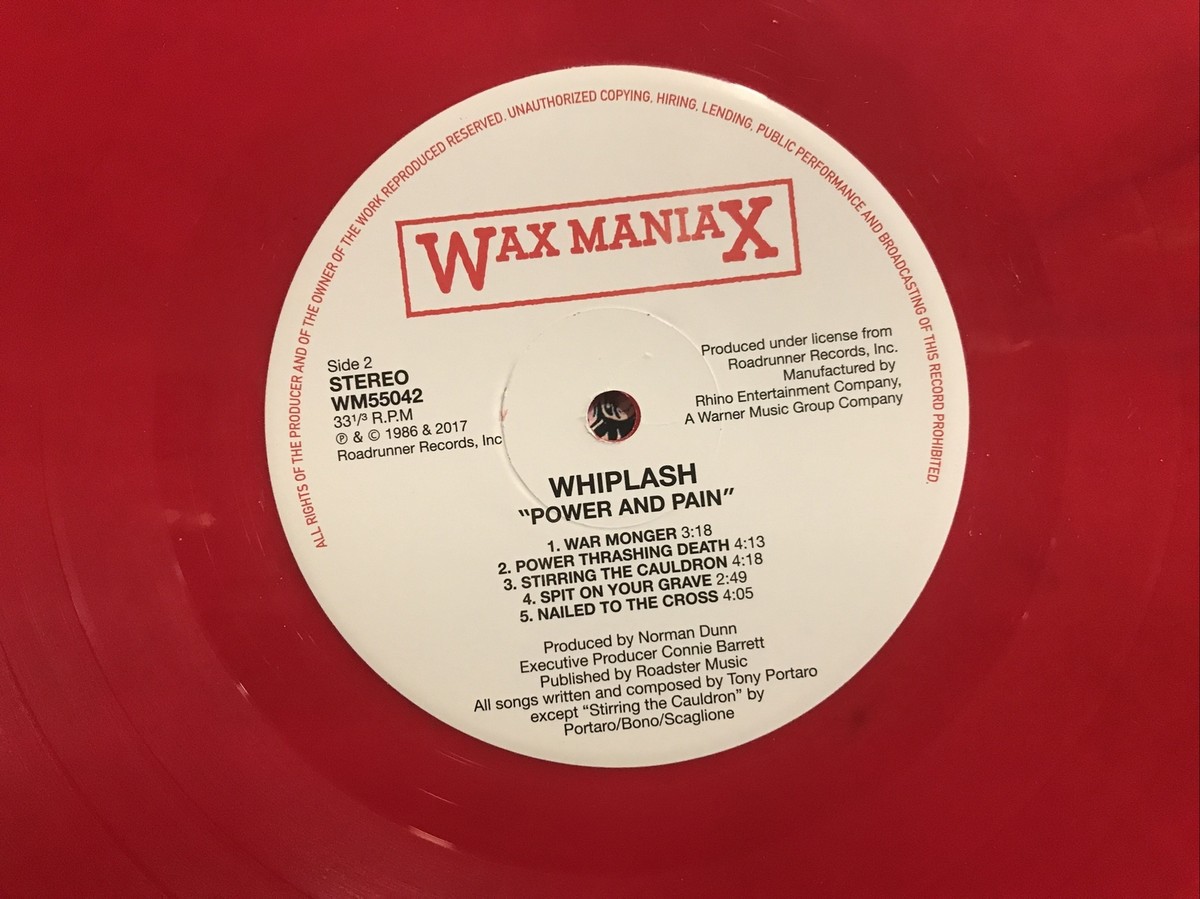 ALL RIGHTS OF THE PRODUCER AND OF THE OWNER OF THE WORK REPRODUCED RESERVED. UNAUTHORIZED COPYING, HIRING, LENDING, PUBLIC PERFORMANCE AND BROADCASTING OF THIS RECORD PROHIBITED.
WAX MANIAX
Side 2
STEREO
WM55042
33 1/3 R.P.M
℗ & © 1986 & 2017
Roadrunner Records, Inc
Produced under license from
Roadrunner Records, Inc.
Manufactured by
Rhino Entertainment Company,
A Warner Music Group Company
WHIPLASH
“POWER AND PAIN”
1. WAR MONGER 3:18
2. POWER THRASHING DEATH 4:13
3. STIRRING THE CAULDRON 4:18
4. SPIT ON YOUR GRAVE 2:49
5. NAILED TO THE CROSS 4:05
Produced by Norman Dunn
Executive Producer Connie Barrett
Published by Roadster Music
All songs written and composed by Tony Portaro
except “Stirring the Cauldron” by
Portaro/Bono/Scaglione